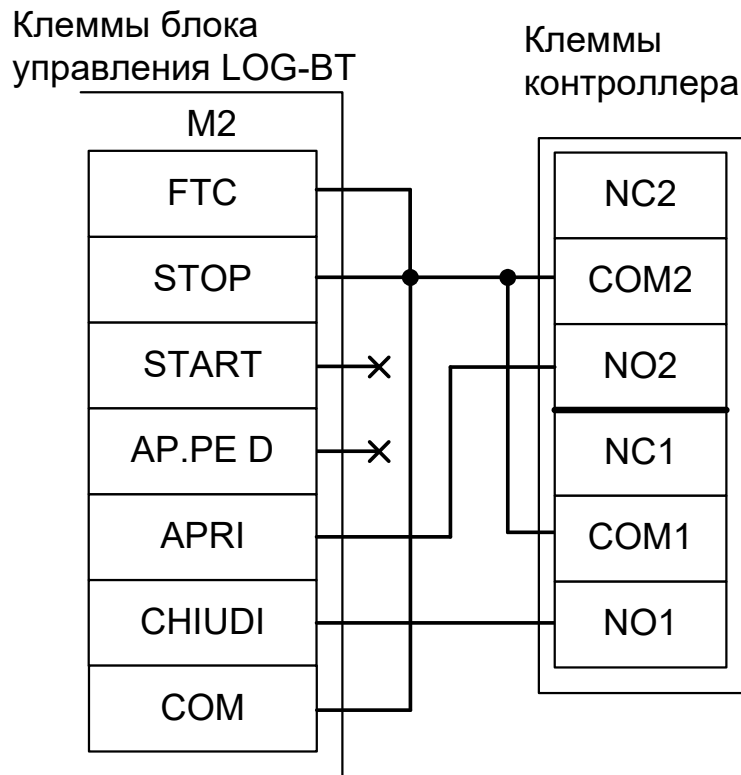 Клеммы блока
управления LOG-BT
M2
FTC
STOP
START
AP.PE D
APRI
CHIUDI
COM
Клеммы
контроллера
NC2
COM2
NO2
NC1
COM1
NO1